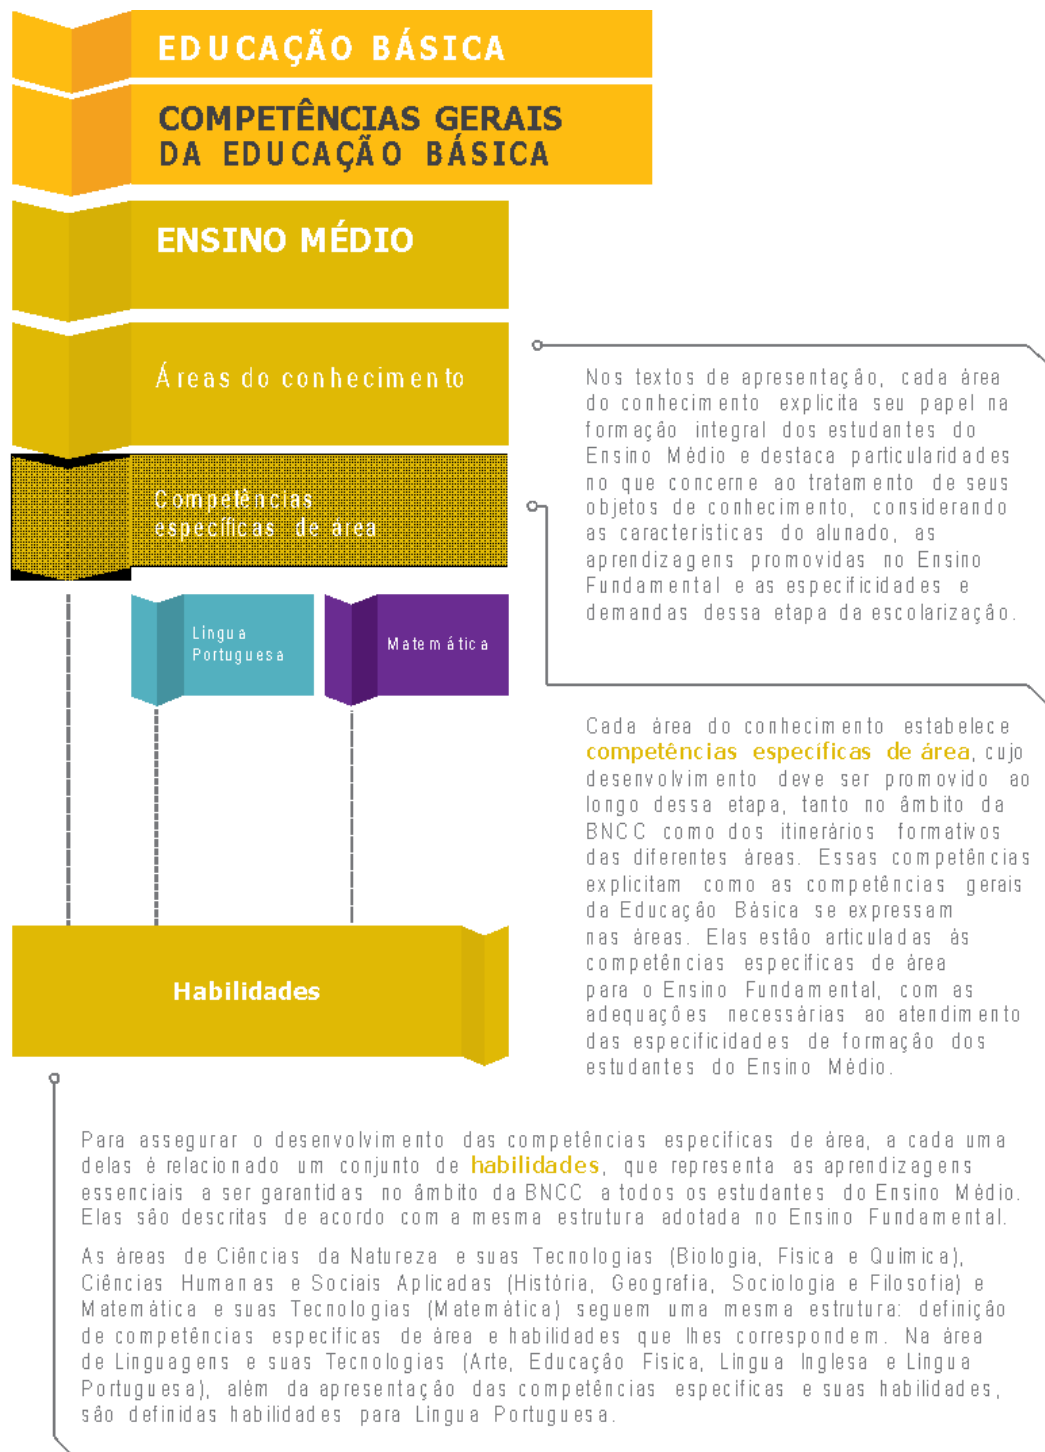 EDUCAÇÃO BÁSICA
COMPETÊNCIAS GERAIS
DA EDUCAÇÃO BÁSICA
ENSINO MÉDIO
Áreas do conhecimento
Competências
específicas de área
Língua
Portuguesa
Matemática
Habilidades
Nos textos de apresentação, cada área
do conhecimento explicita seu papel na
formação integral dos estudantes do
Ensino Médio e destaca particularidades
no que concerne ao tratamento de seus
objetos de conhecimento, considerando
as características do alunado, as
aprendizagens promovidas no Ensino
Fundamental e as especificidades e
demandas dessa etapa da escolarização.
Cada área do conhecimento estabelece
competências específicas de área, cujo
desenvolvimento deve ser promovido ao
longo dessa etapa, tanto no âmbito da
BNCC como dos itinerários formativos
das diferentes áreas. Essas competências
explicitam como as competências gerais
da Educação Básica se expressam
nas áreas. Elas estão articuladas às
competências específicas de área
para o Ensino Fundamental, com as
adequações necessárias ao atendimento
das especificidades de formação dos
estudantes do Ensino Médio.
Para assegurar o desenvolvimento das competências específicas de área, a cada uma
delas é relacionado um conjunto de habilidades, que representa as aprendizagens
essenciais a ser garantidas no âmbito da BNCC a todos os estudantes do Ensino Médio.
Elas são descritas de acordo com a mesma estrutura adotada no Ensino Fundamental.
As áreas de Ciências da Natureza e suas Tecnologias (Biologia, Física e Química),
Ciências Humanas e Sociais Aplicadas (História, Geografia, Sociologia e Filosofia) e
Matemática e suas Tecnologias (Matemática) seguem uma mesma estrutura: definição
de competências específicas de área e habilidades que lhes correspondem. Na área
de Linguagens e suas Tecnologias (Arte, Educação Física, Língua Inglesa e Língua
Portuguesa), além da apresentação das competências específicas e suas habilidades,
são definidas habilidades para Língua Portuguesa.